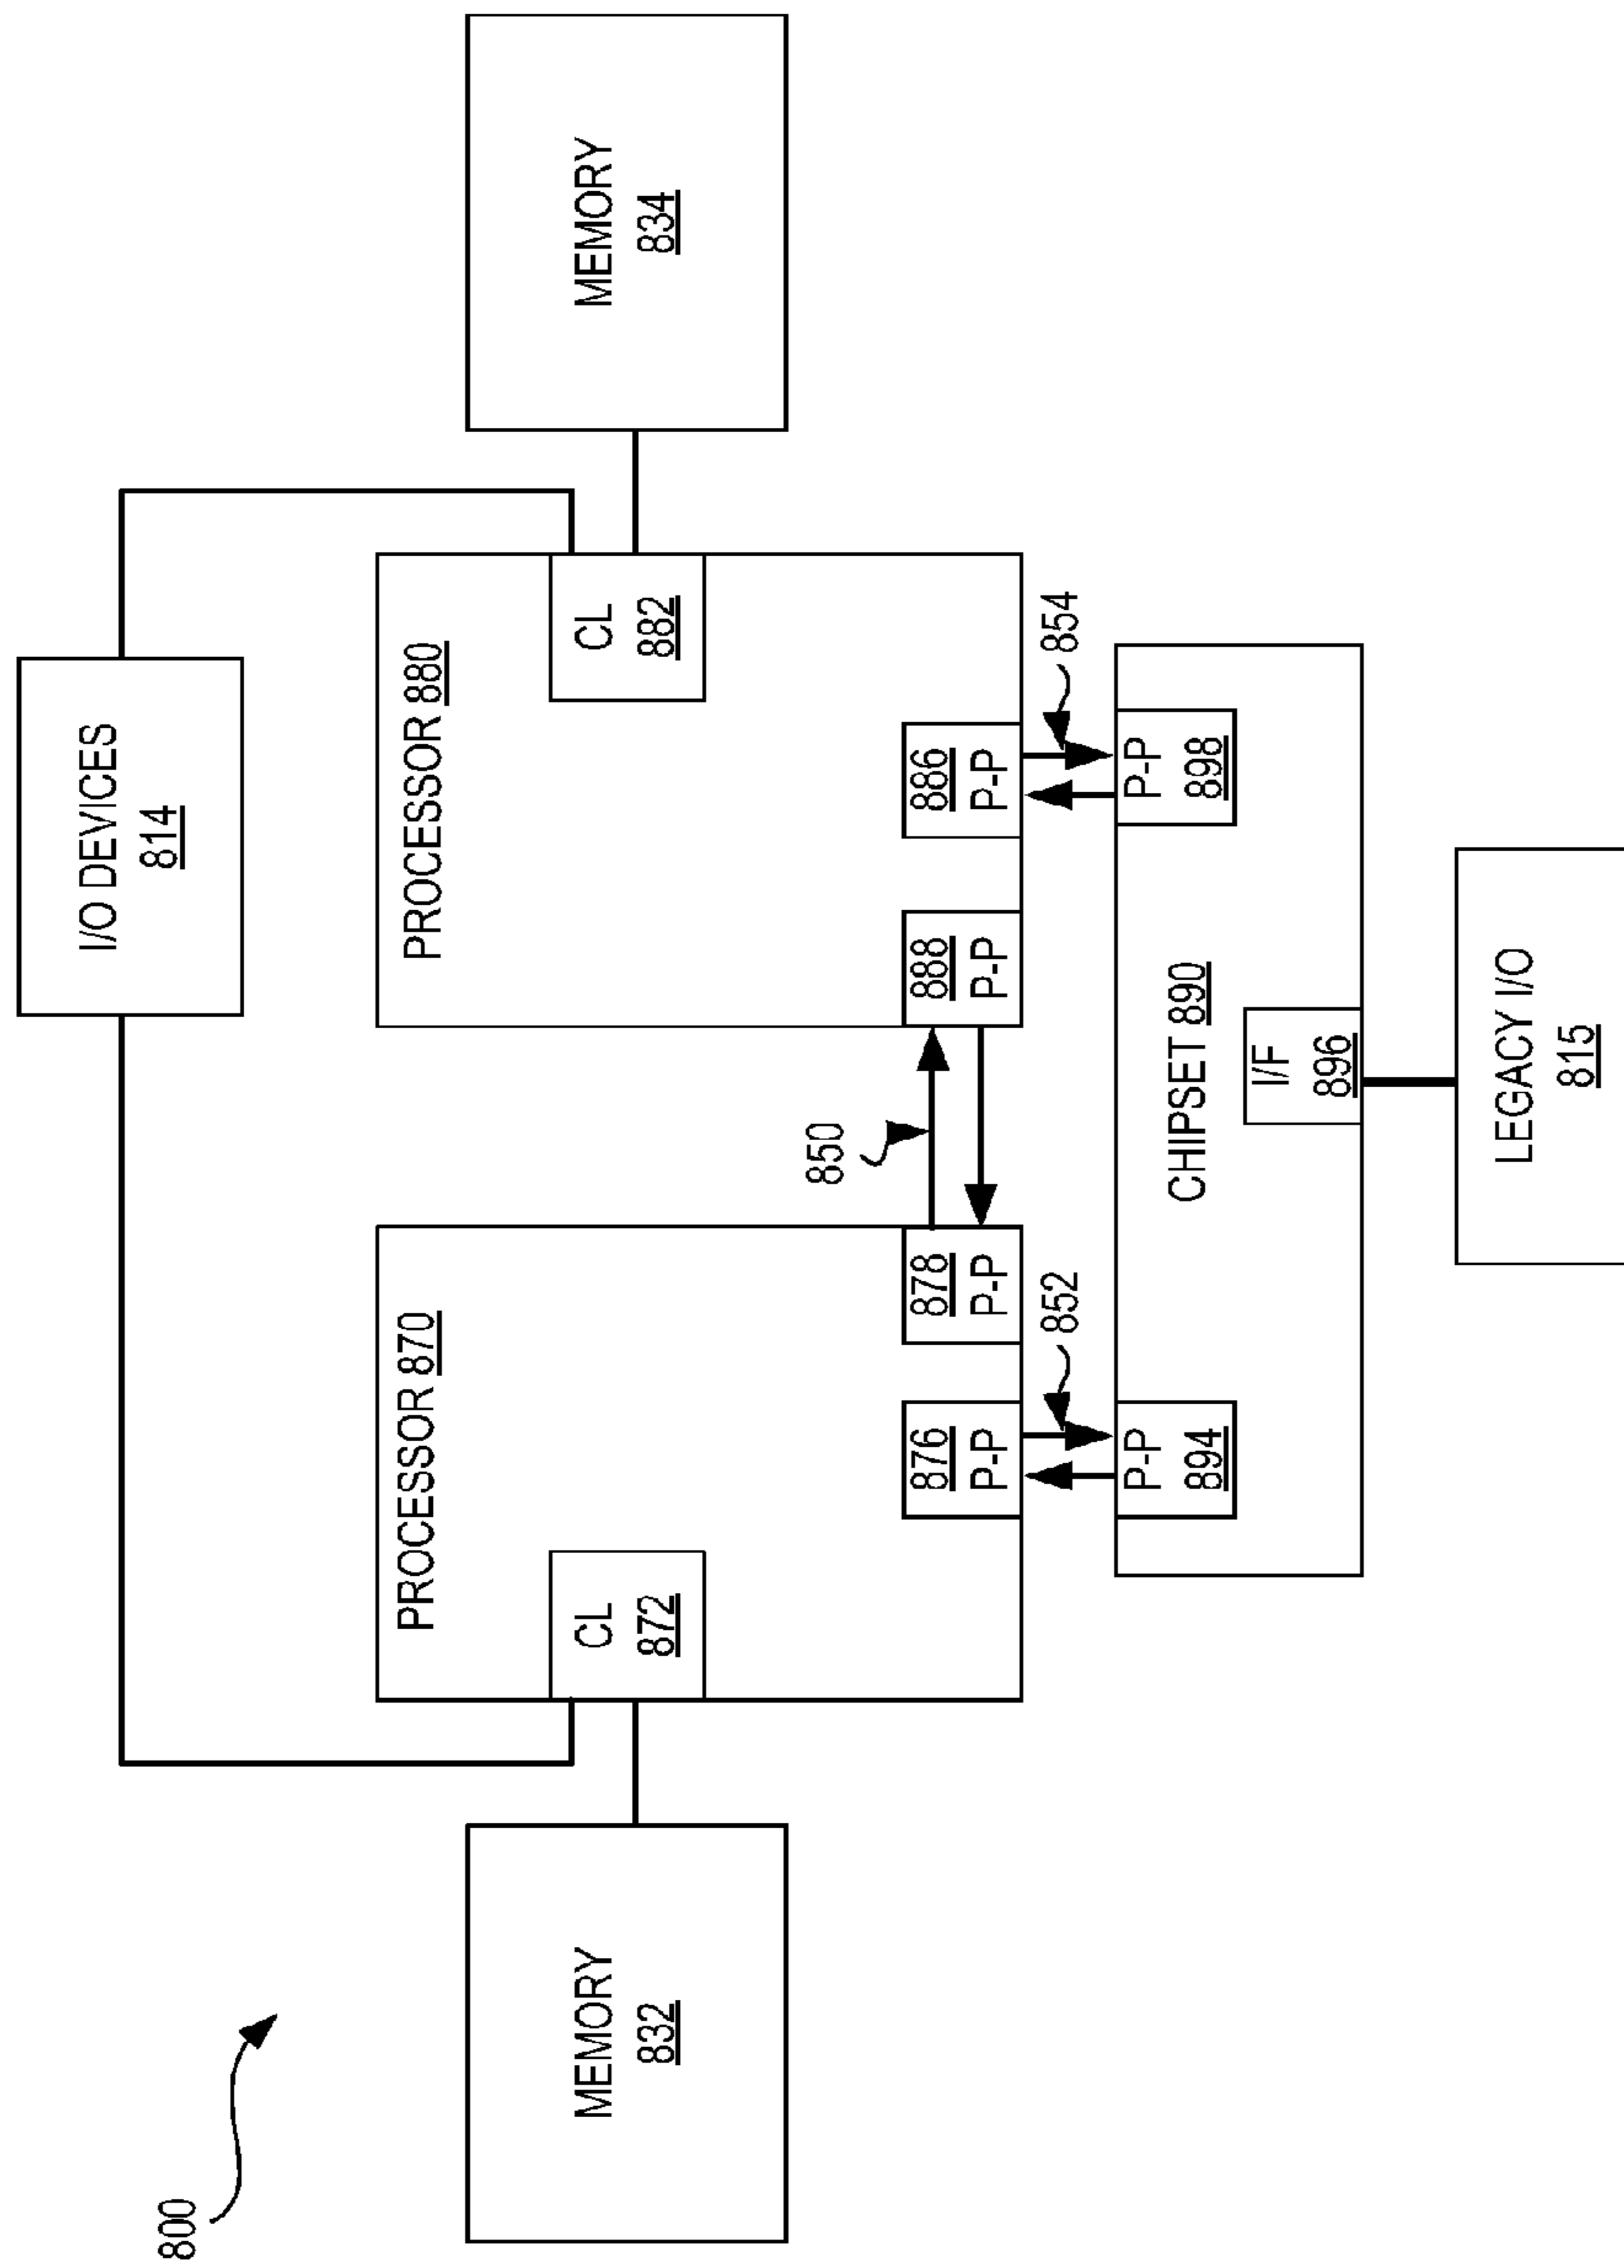 800
I/O DEVICES
814
MEMORY
832
PROCESSOR 870
CL
872
876
P-P
878
P-P
850
PROCESSOR 880
CL
882
888
P-P
886
P-P
MEMORY
834
852
854
P-P
894
CHIPSET 890
P-P
898
I/F
896
LEGACY I/O
815